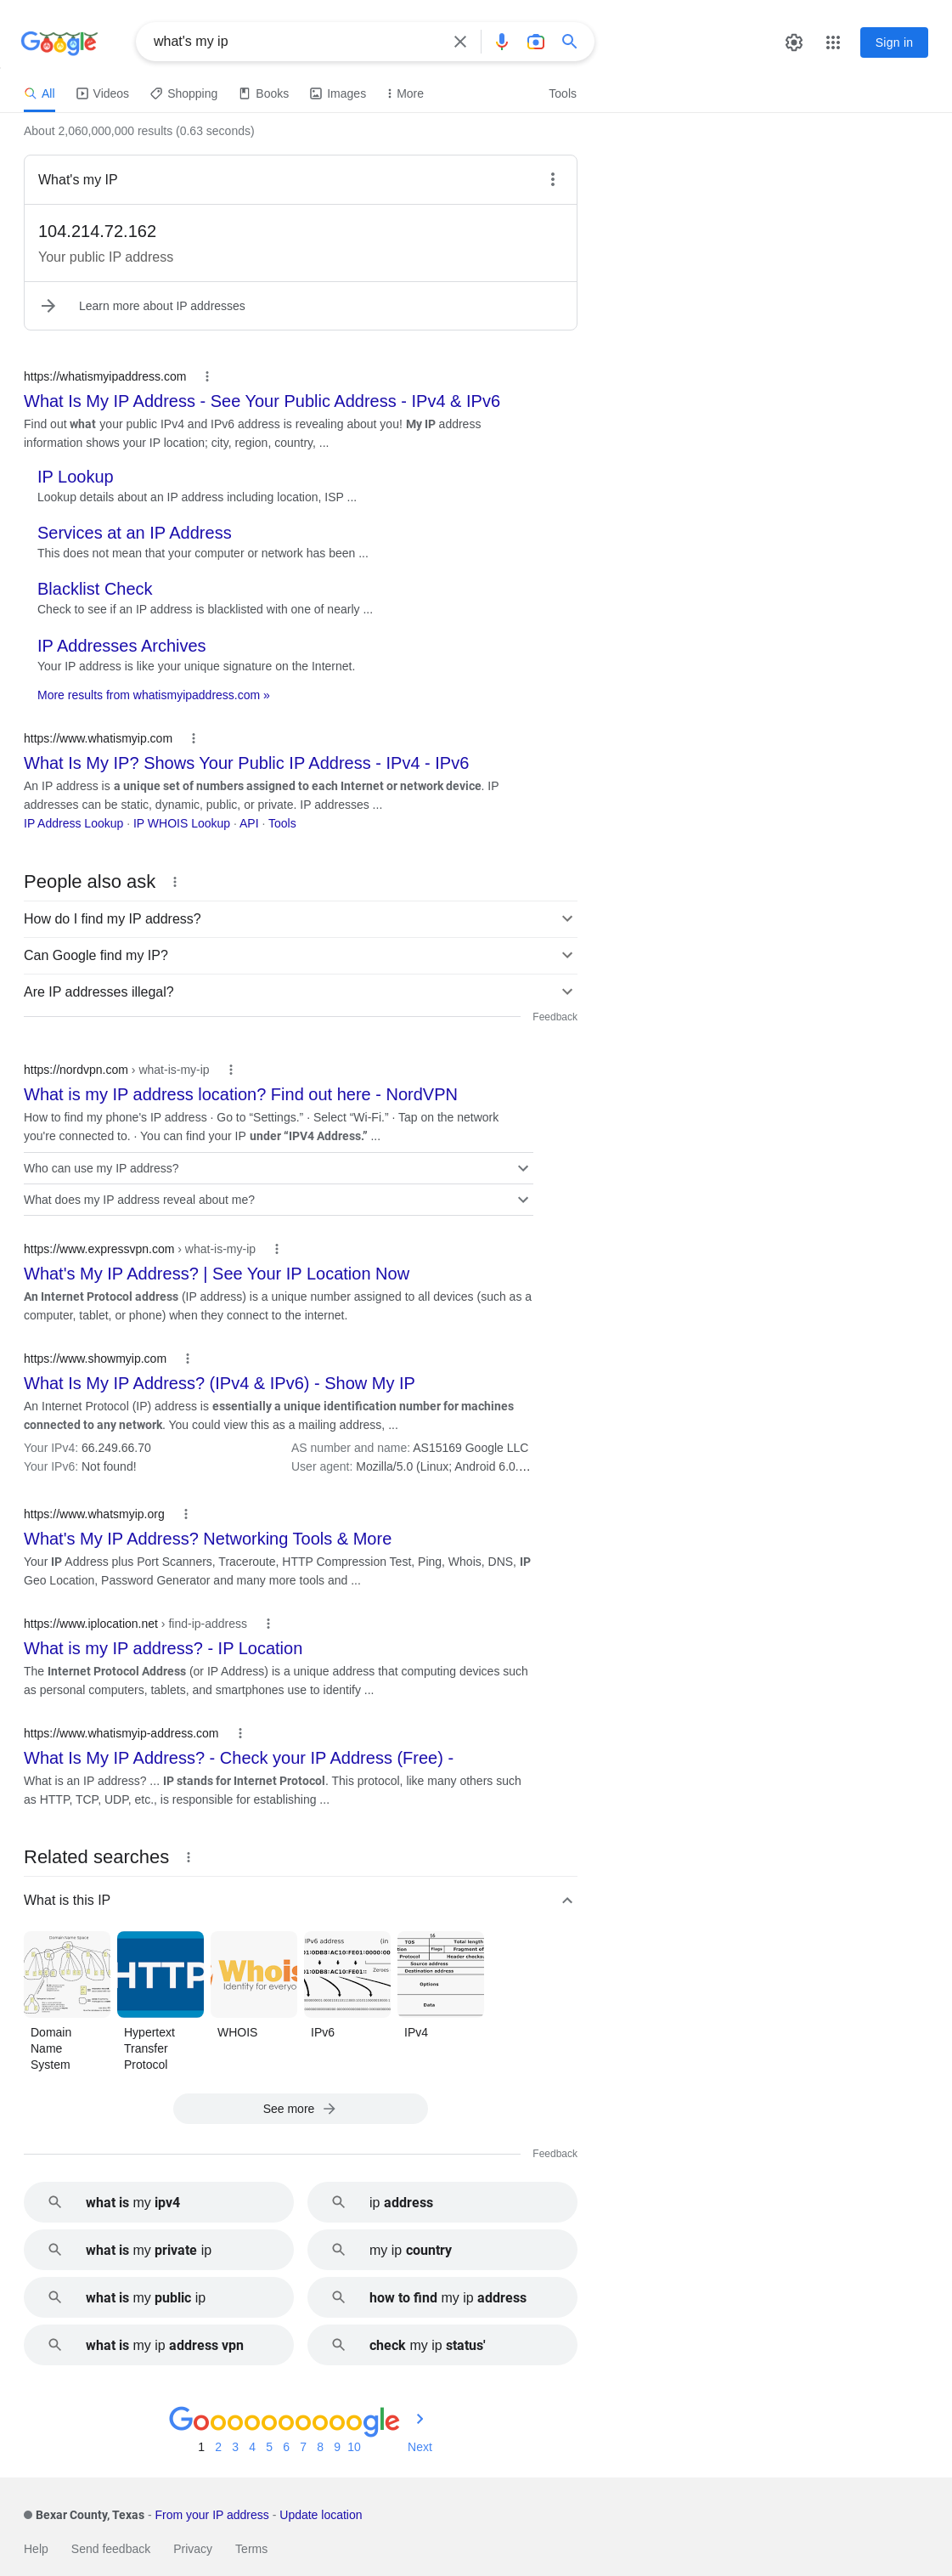 Google
what's my ip
Sign in
All Videos Shopping Books Images More Tools
About 2,060,000,000 results (0.63 seconds)
What's my IP
104.214.72.162
Your public IP address
Learn more about IP addresses
https://whatismyipaddress.com
What Is My IP Address - See Your Public Address - IPv4 & IPv6
Find out what your public IPv4 and IPv6 address is revealing about you! My IP address
information shows your IP location; city, region, country, ...
IP Lookup
Lookup details about an IP address including location, ISP ...
Services at an IP Address
This does not mean that your computer or network has been ...
Blacklist Check
Check to see if an IP address is blacklisted with one of nearly ...
IP Addresses Archives
Your IP address is like your unique signature on the Internet.
More results from whatismyipaddress.com »
https://www.whatismyip.com
What Is My IP? Shows Your Public IP Address - IPv4 - IPv6
An IP address is a unique set of numbers assigned to each Internet or network device. IP
addresses can be static, dynamic, public, or private. IP addresses ...
IP Address Lookup · IP WHOIS Lookup · API · Tools
People also ask
How do I find my IP address?
Can Google find my IP?
Are IP addresses illegal?
Feedback
https://nordvpn.com › what-is-my-ip
What is my IP address location? Find out here - NordVPN
How to find my phone's IP address · Go to “Settings.” · Select “Wi-Fi.” · Tap on the network
you're connected to. · You can find your IP under “IPV4 Address.” ...
Who can use my IP address?
What does my IP address reveal about me?
https://www.expressvpn.com › what-is-my-ip
What's My IP Address? | See Your IP Location Now
An Internet Protocol address (IP address) is a unique number assigned to all devices (such as a
computer, tablet, or phone) when they connect to the internet.
https://www.showmyip.com
What Is My IP Address? (IPv4 & IPv6) - Show My IP
An Internet Protocol (IP) address is essentially a unique identification number for machines
connected to any network. You could view this as a mailing address, ...
Your IPv4: 66.249.66.70 AS number and name: AS15169 Google LLC
Your IPv6: Not found! User agent: Mozilla/5.0 (Linux; Android 6.0....
https://www.whatsmyip.org
What's My IP Address? Networking Tools & More
Your IP Address plus Port Scanners, Traceroute, HTTP Compression Test, Ping, Whois, DNS, IP
Geo Location, Password Generator and many more tools and ...
https://www.iplocation.net › find-ip-address
What is my IP address? - IP Location
The Internet Protocol Address (or IP Address) is a unique address that computing devices such
as personal computers, tablets, and smartphones use to identify ...
https://www.whatismyip-address.com
What Is My IP Address? - Check your IP Address (Free) -
What is an IP address? ... IP stands for Internet Protocol. This protocol, like many others such
as HTTP, TCP, UDP, etc., is responsible for establishing ...
Related searches
What is this IP
Domain Name Space
HTTP
Whois
Identity for everyo
IPv6 address (in
Zeroes
16
TOS Total length
Flags Fragment of
Protocol Header checksu
Source address
Destination address
Options
Data
Domain
Name
System
Hypertext
Transfer
Protocol
WHOIS
IPv6
IPv4
See more
Feedback
what is my ipv4
ip address
what is my private ip
my ip country
what is my public ip
how to find my ip address
what is my ip address vpn
check my ip status'
Goooooooooogle
1 2 3 4 5 6 7 8 9 10 Next
Bexar County, Texas - From your IP address - Update location
Help Send feedback Privacy Terms